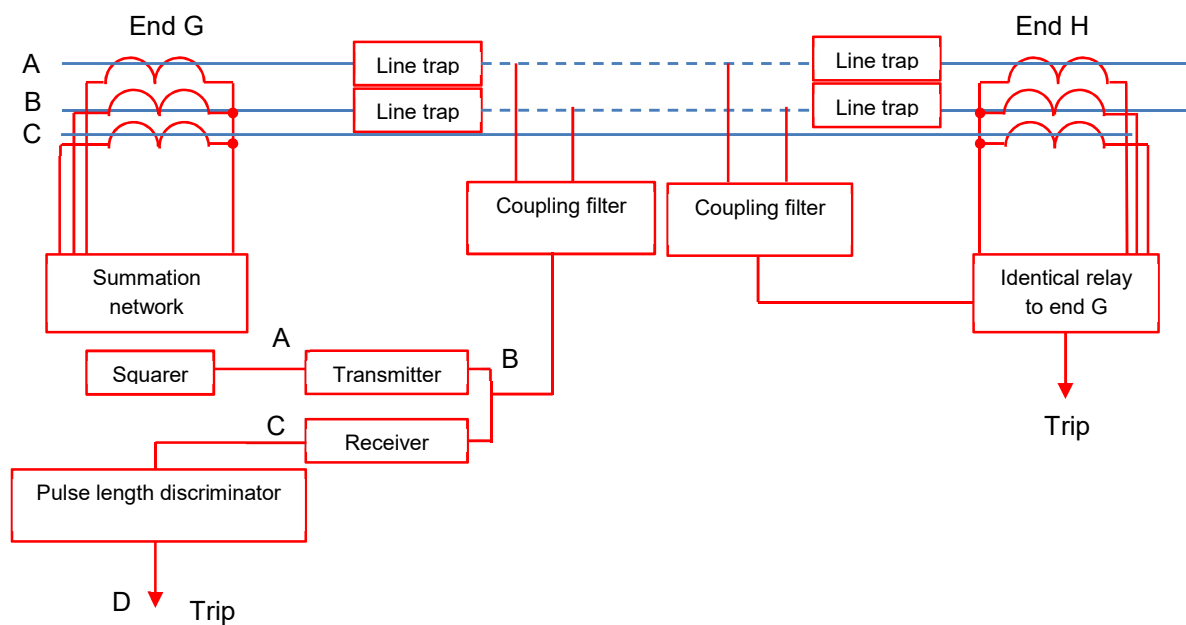 End G
End H
A
Line trap
Line trap
B
Line trap
Line trap
C
Coupling filter
Coupling filter
Summation
network
Identical relay
to end G
A
B
Squarer
Transmitter
C
Receiver
Trip
Pulse length discriminator
D
Trip